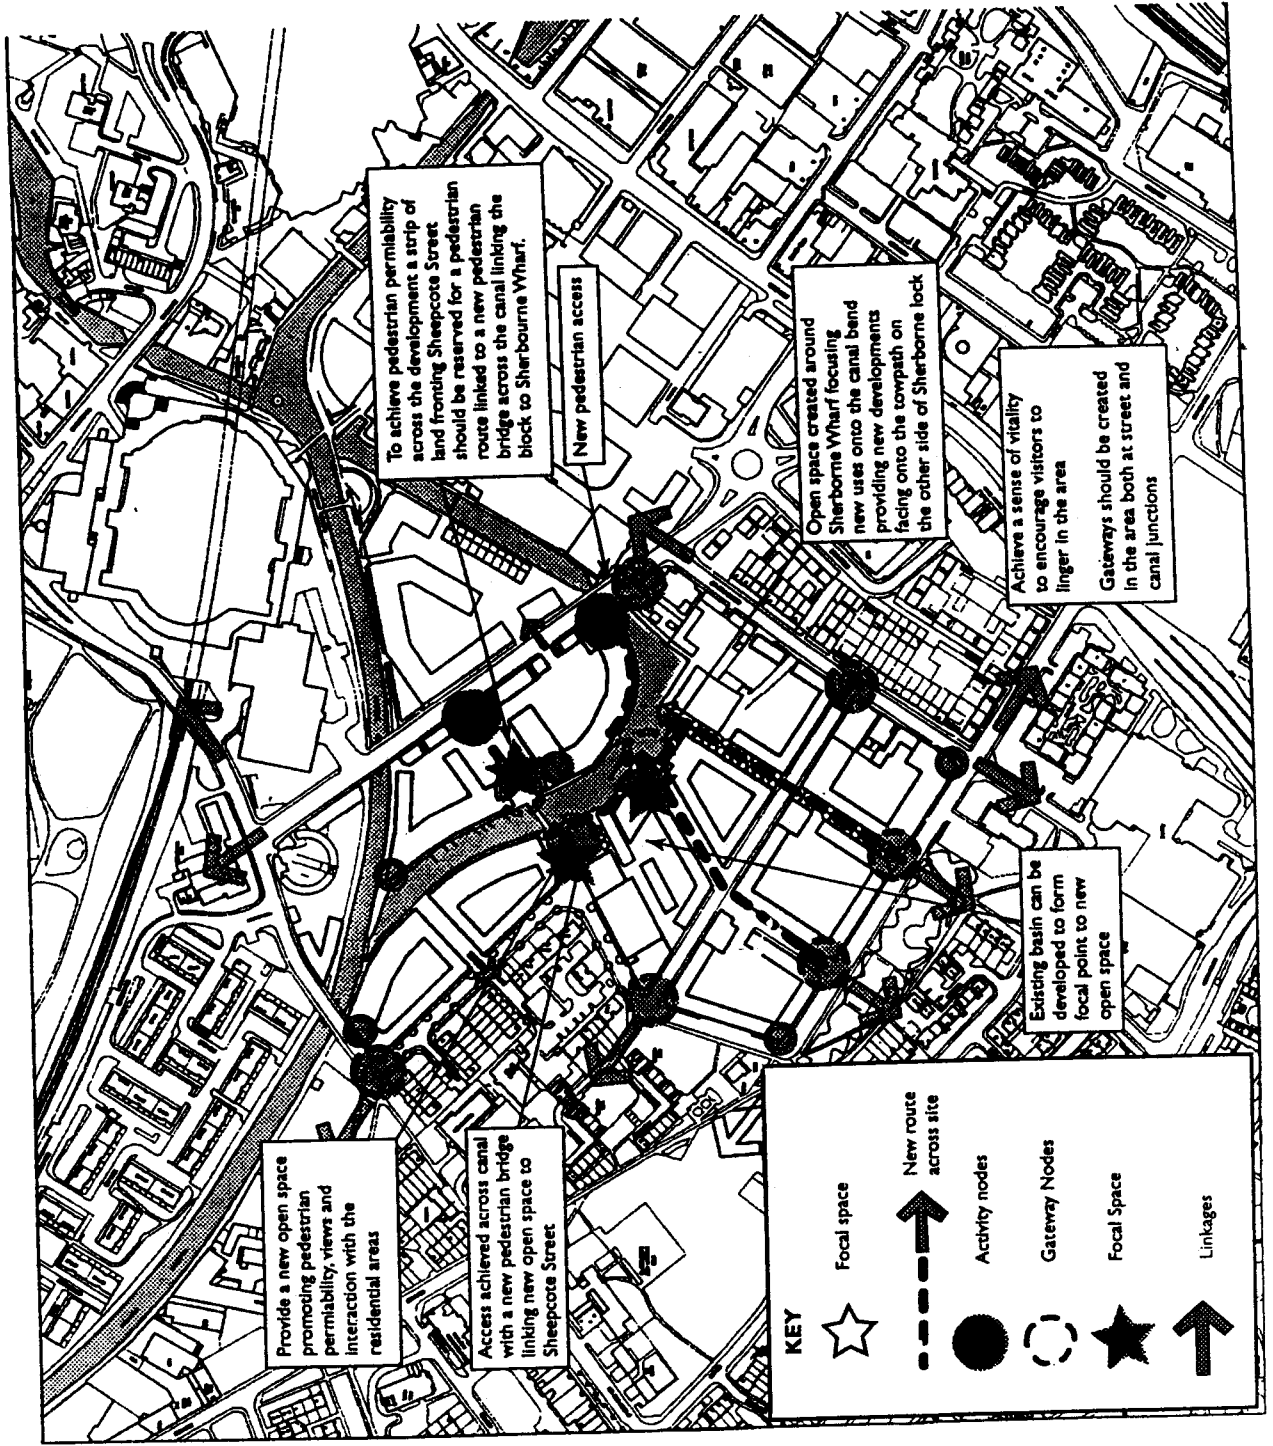 To achieve pedestrian permiability
across the development a strip of
land fronting Sheepcote Street
should be reserved for a pedestrian
route linked to a new pedestrian
bridge across the canal linking the
block to Sherbourne Wharf.
New pedestrian access
Open space created around
Sherborne Wharf focusing
new uses onto the canal bend
providing new developments
facing onto the towpath on
the other side of Sherborne lock
Achieve a sense of vitality
to encourage visitors to
linger in the area
Gateways should be vitcreated
in the area both at street and
canal junctions
Provide a new open space
promoting pedestrian
permiability, views and
interaction with the
residential areas
Access achieved across canal
with a new pedestrian bridge
linking new open space to
Sheepcote Street
Existing basin can be
developed to form
focal point to new
open space
KEY
Focal space
New route
across site
Activity nodes
Gateway Nodes
Focal Space
Linkages